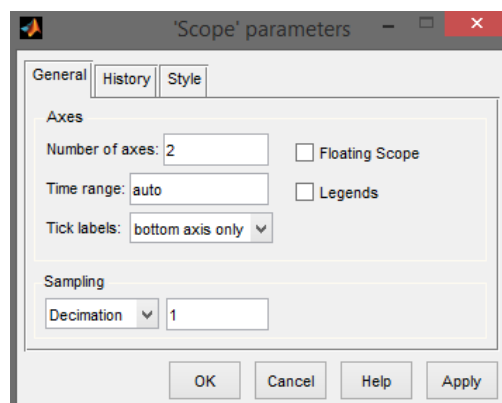 'Scope' parameters
General History Style
Axes
Number of axes: 2
Floating Scope
Time range: auto
Legends
Tick labels: bottom axis only
Sampling
Decimation 1
OK Cancel Help Apply